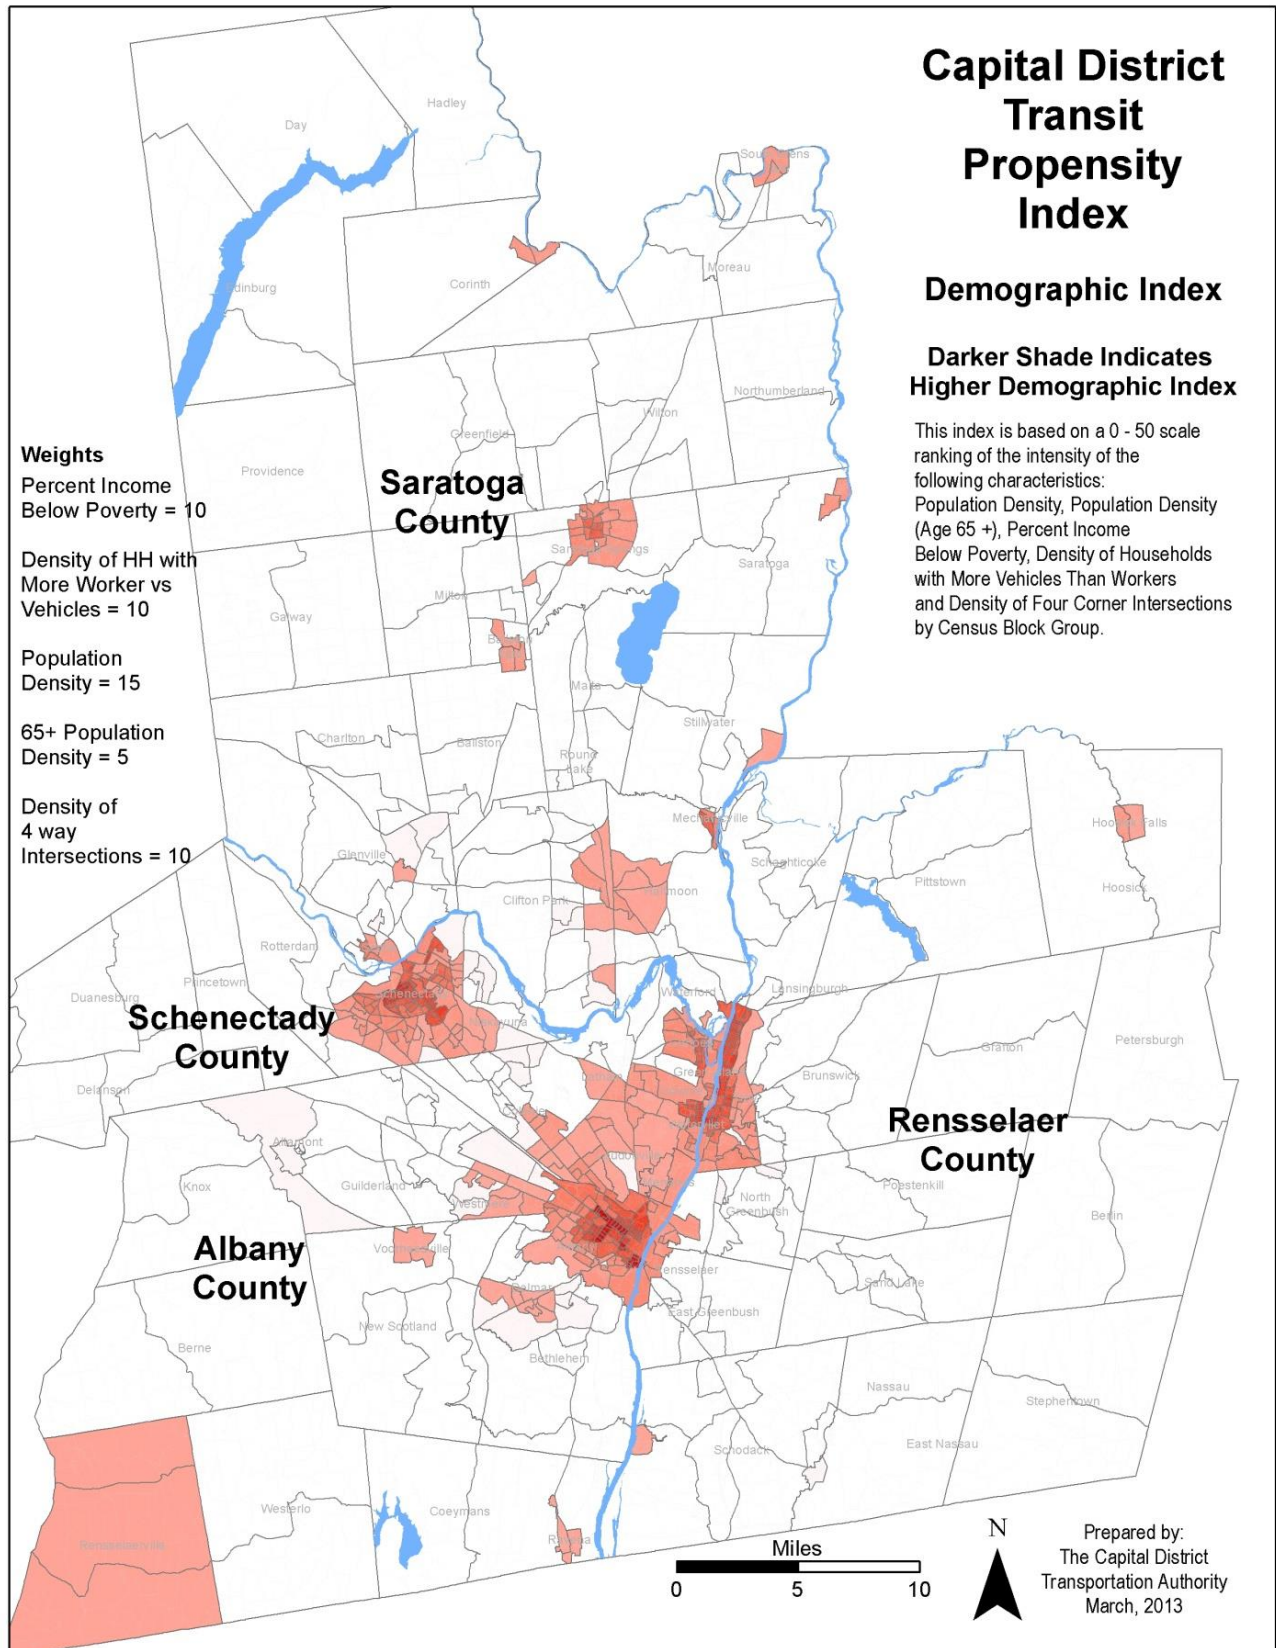 Capital District
Transit
Propensity
Index
Demographic Index
Darker Shade Indicates
Higher Demographic Index
This index is based on a 0 - 50 scale
ranking of the intensity of the
following characteristics:
Population Density, Population Density
(Age 65 +), Percent Income
Below Poverty, Density of Households
with More Vehicles Than Workers
and Density of Four Corner Intersections
by Census Block Group.
Weights
Percent Income
Below Poverty = 10
Density of HH with
More Worker vs
Vehicles = 10
Population
Density = 15
65+ Population
Density = 5
Density of
4 way
Intersections = 10
Hadley
Day
Corinth
Moreau
Northumberland
Wilton
Greenfield
Providence
Saratoga
County
Saratoga
Milton
Galway
Malta
Stillwater
Charlton
Ballston
Round
Lake
Glenville
Schaghticoke
Pittstown
Hoosick
Clifton Park
Rotterdam
Princetown
Duanesburg
Waterford
Lansingburgh
Schenectady
County
Grafton
Petersburgh
Brunswick
Delanson
Rensselaer
County
Altamont
Knox
Guilderland
North
Greenbush
Poestenkill
Berlin
Albany
County
Sand Lake
East Greenbush
New Scotland
Bethlehem
Berne
Nassau
Stephentown
East Nassau
Schodack
Westerlo
Coeymans
Miles
0 5 10
N
Prepared by:
The Capital District
Transportation Authority
March, 2013